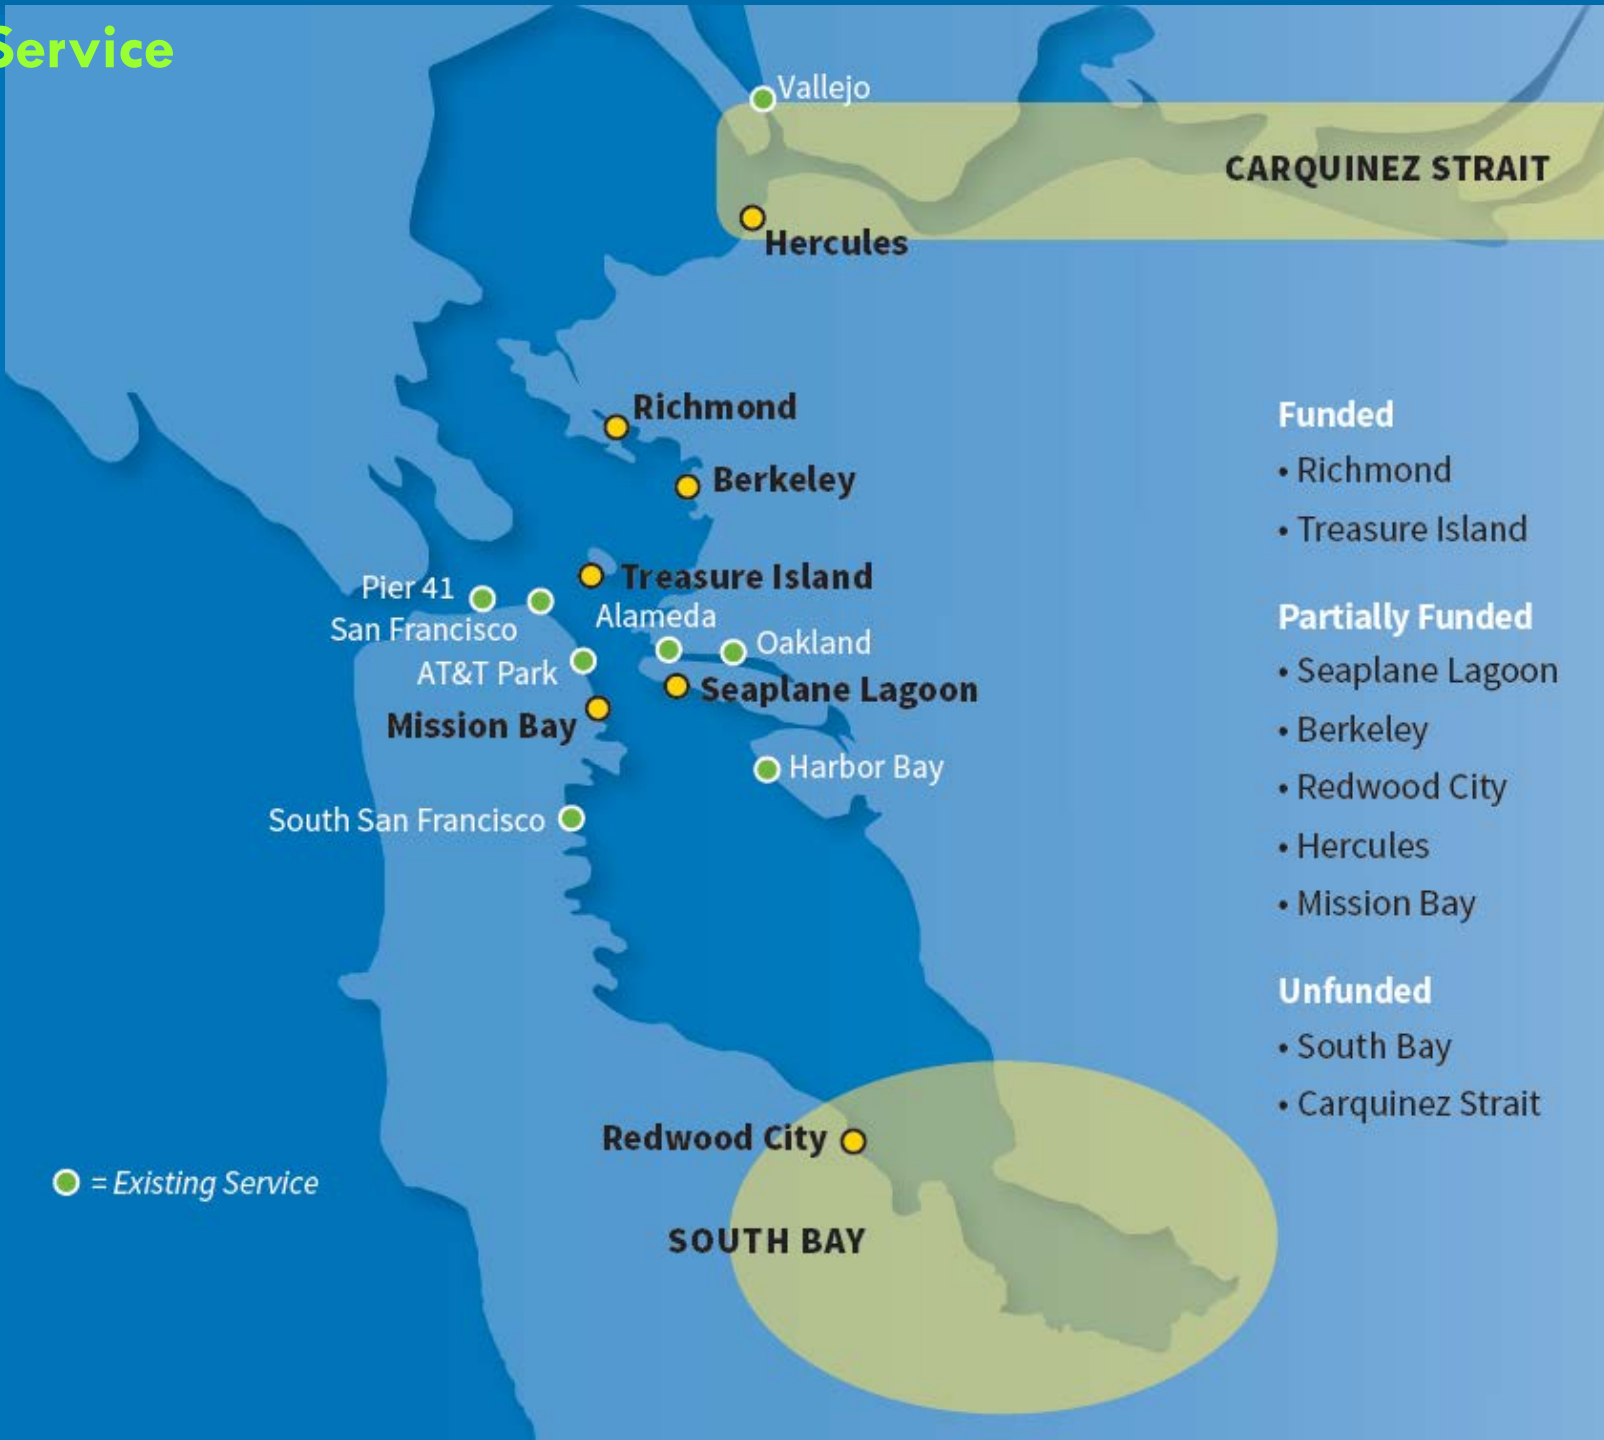 Service
Vallejo
CARQUINEZ STRAIT
Hercules
Richmond
Berkeley
Treasure Island
Pier 41
San Francisco
Alameda
Oakland
AT&T Park
Seaplane Lagoon
Mission Bay
Harbor Bay
South San Francisco
Redwood City
SOUTH BAY
= Existing Service
Funded
• Richmond
• Treasure Island
Partially Funded
• Seaplane Lagoon
• Berkeley
• Redwood City
• Hercules
• Mission Bay
Unfunded
• South Bay
• Carquinez Strait